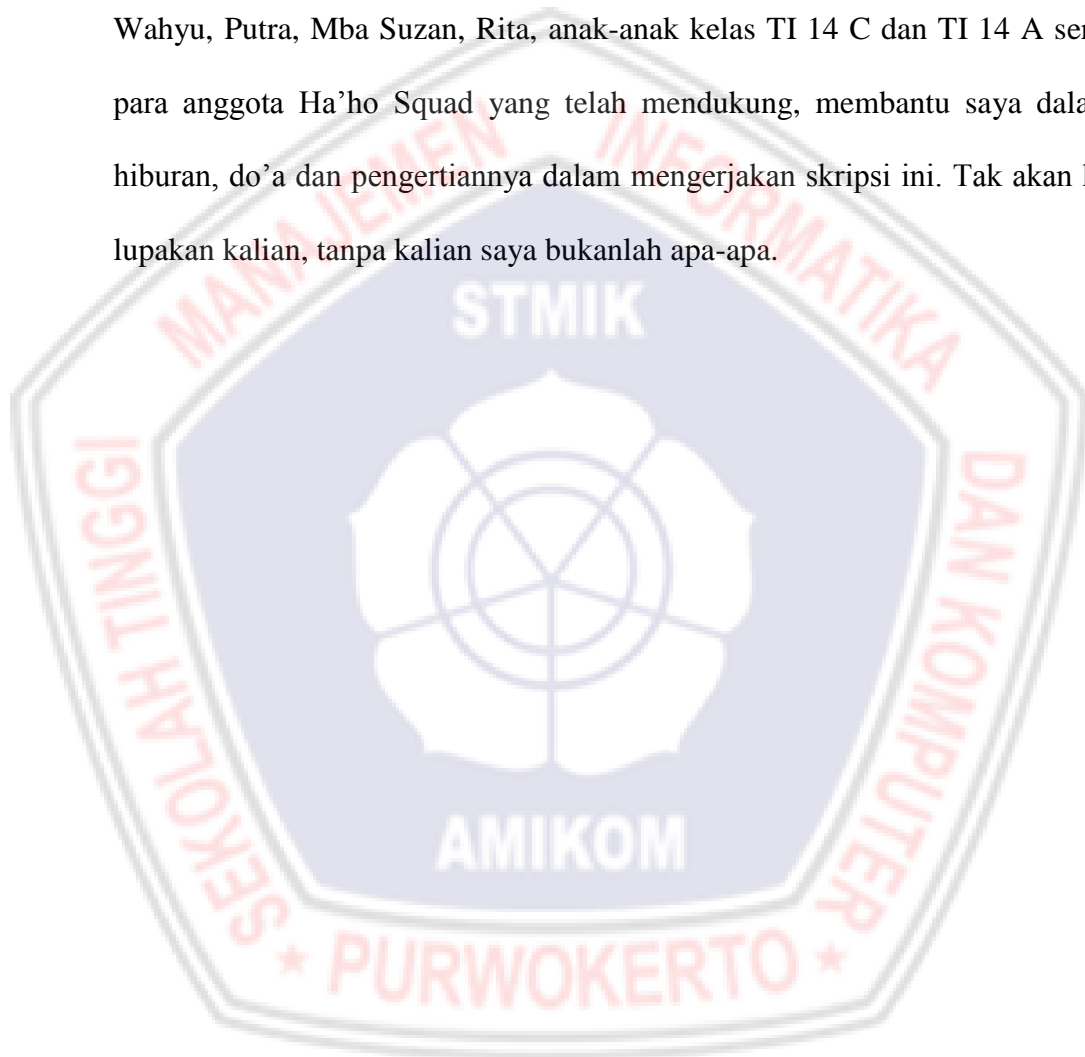 Wahyu, Putra, Mba Suzan, Rita, anak-anak kelas TI 14 C dan TI 14 A
para anggota Ha’ho Squad yang telah mendukung, membantu saya
hiburan, do’a dan pengertiannya dalam mengerjakan skripsi ini. Tak akan
lupakan kalian, tanpa kalian saya bukanlah apa-apa.
SEKOLAH TINGGI MANAJEMEN INFORMATIKA DAN KOMPUTER
STMIK
AMIKOM
* PURWOKERTO *